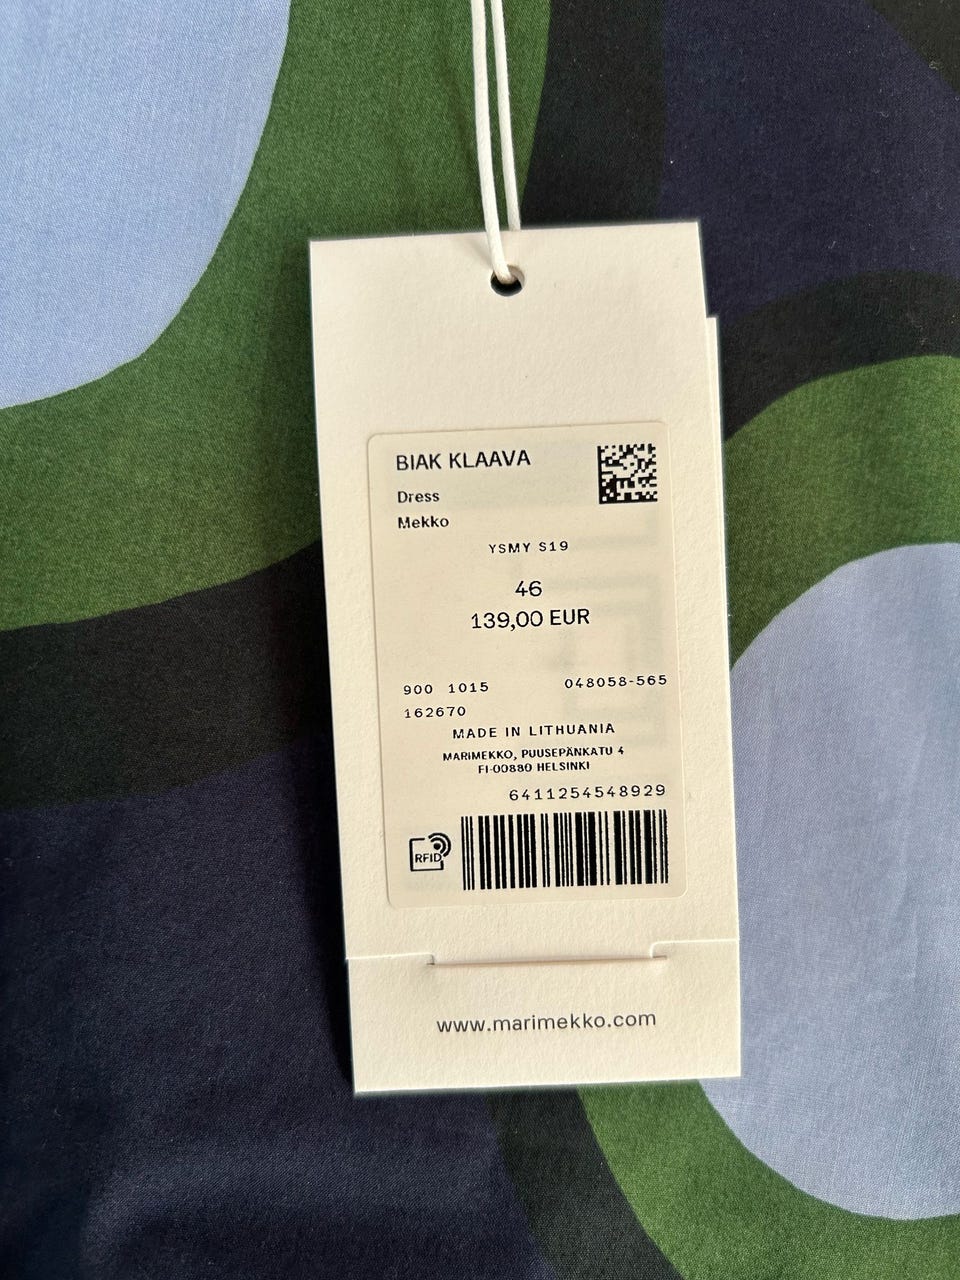 BIAK KLAAVA
Dress
Mekko
YSMY S19
46
139,00 EUR
900 1015 048058-565
162670
MADE IN LITHUANIA
MARIMEKKO, PUUSEPÄNKATU 4
FI-00880 HELSINKI
6411254548929
RFID
www.marimekko.com